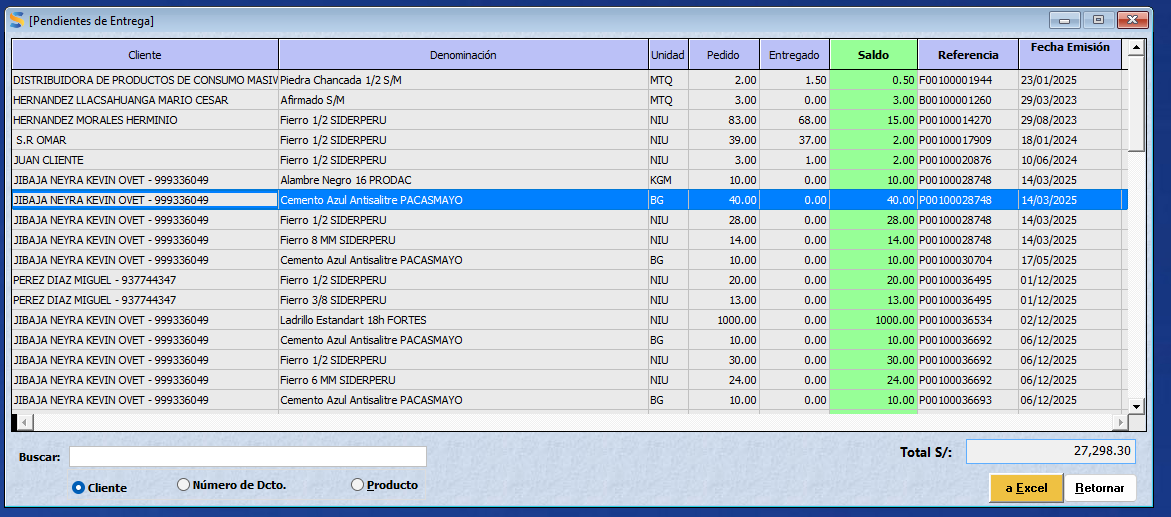 [Pendientes de Entrega]
Cliente Denominación Unidad Pedido Entregado Saldo Referencia Fecha Emisión
DISTRIBUIDORA DE PRODUCTOS DE CONSUMO MASIV Piedra Chancada 1/2 S/M MTQ 2.00 1.50 0.50 F00100001944 23/01/2025
HERNANDEZ LLACSAHUANGA MARIO CESAR Afirmado S/M MTQ 3.00 0.00 3.00 B00100001260 29/03/2023
HERNANDEZ MORALES HERMINIO Fierro 1/2 SIDERPERU NIU 83.00 68.00 15.00 P00100014270 29/08/2023
S.R OMAR Fierro 1/2 SIDERPERU NIU 39.00 37.00 2.00 P00100017909 18/01/2024
JUAN CLIENTE Fierro 1/2 SIDERPERU NIU 3.00 1.00 2.00 P00100020876 10/06/2024
JIBAJA NEYRA KEVIN OVET - 999336049 Alambre Negro 16 PRODAC KGM 10.00 0.00 10.00 P00100028748 14/03/2025
JIBAJA NEYRA KEVIN OVET - 999336049 Cemento Azul Antisalitre PACASMAYO BG 40.00 0.00 40.00 P00100028748 14/03/2025
JIBAJA NEYRA KEVIN OVET - 999336049 Fierro 1/2 SIDERPERU NIU 28.00 0.00 28.00 P00100028748 14/03/2025
JIBAJA NEYRA KEVIN OVET - 999336049 Fierro 8 MM SIDERPERU NIU 14.00 0.00 14.00 P00100028748 14/03/2025
JIBAJA NEYRA KEVIN OVET - 999336049 Cemento Azul Antisalitre PACASMAYO BG 10.00 0.00 10.00 P00100030704 17/05/2025
PEREZ DIAZ MIGUEL - 937744347 Fierro 1/2 SIDERPERU NIU 20.00 0.00 20.00 P00100036495 01/12/2025
PEREZ DIAZ MIGUEL - 937744347 Fierro 3/8 SIDERPERU NIU 13.00 0.00 13.00 P00100036495 01/12/2025
JIBAJA NEYRA KEVIN OVET - 999336049 Ladrillo Estandart 18h FORTES NIU 1000.00 0.00 1000.00 P00100036534 02/12/2025
JIBAJA NEYRA KEVIN OVET - 999336049 Cemento Azul Antisalitre PACASMAYO BG 10.00 0.00 10.00 P00100036692 06/12/2025
JIBAJA NEYRA KEVIN OVET - 999336049 Fierro 1/2 SIDERPERU NIU 30.00 0.00 30.00 P00100036692 06/12/2025
JIBAJA NEYRA KEVIN OVET - 999336049 Fierro 6 MM SIDERPERU NIU 24.00 0.00 24.00 P00100036692 06/12/2025
JIBAJA NEYRA KEVIN OVET - 999336049 Cemento Azul Antisalitre PACASMAYO BG 10.00 0.00 10.00 P00100036693 06/12/2025
Buscar: Total S/: 27,298.30
Cliente Número de Dcto. Producto a Excel Retornar